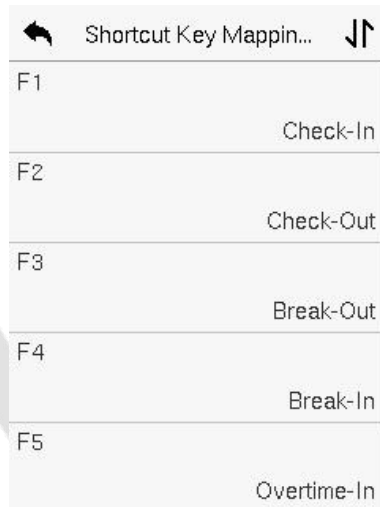 Shortcut Key Mappin...
F1
Check-In
F2
Check-Out
F3
Break-Out
F4
Break-In
F5
Overtime-In